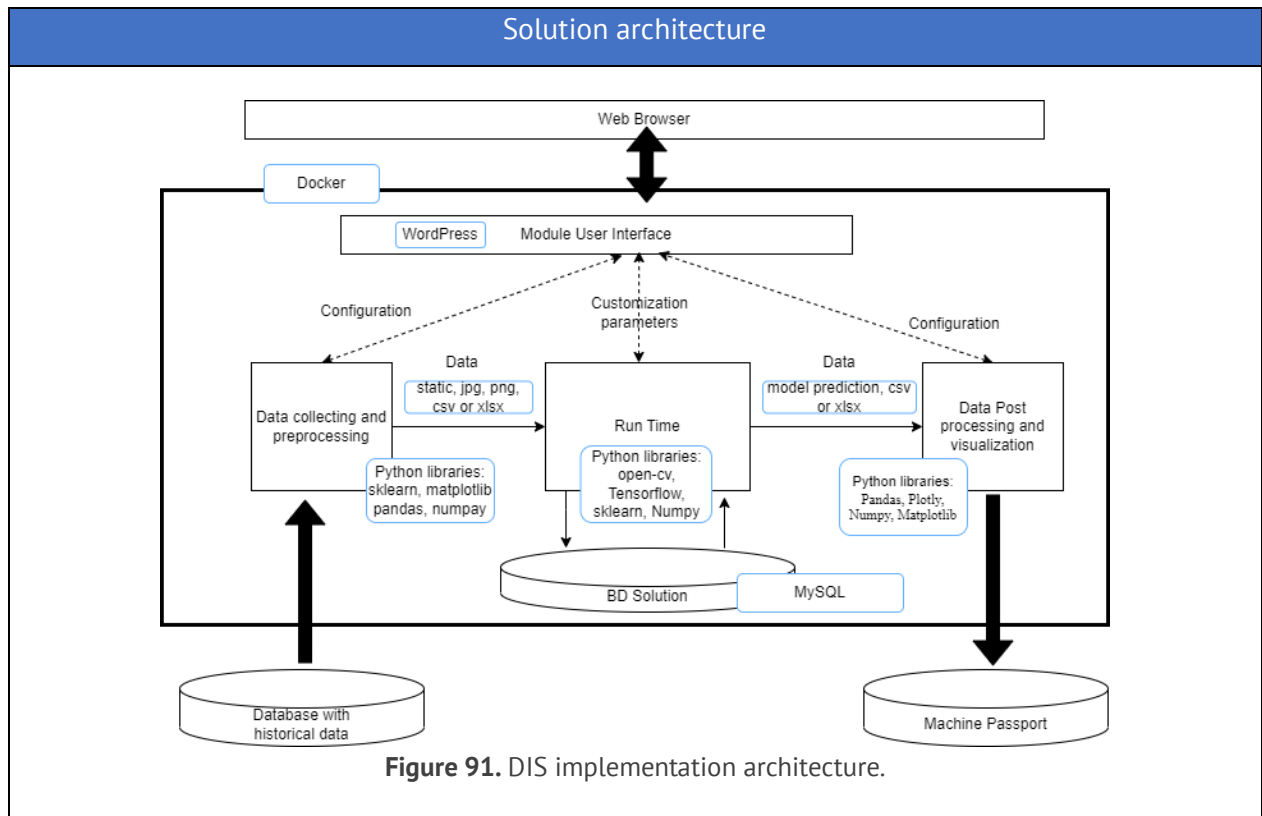 Solution architecture
Web Browser
Docker
WordPress
Module User Interface
Configuration
Customization
parameters
Configuration
Data
static, jpg, png,
csv or xlsx
Data
model prediction, csv
or xlsx
Data collecting and
preprocessing
Run Time
Data Post
processing and
visualization
Python libraries:
sklearn, matplotlib
pandas, numpay
Python libraries:
open-cv,
Tensorflow,
sklearn, Numpy
Python libraries:
Pandas, Plotly,
Numpy, Matplotlib
BD Solution
MySQL
Database with
historical data
Machine Passport
Figure 91. DIS implementation architecture.